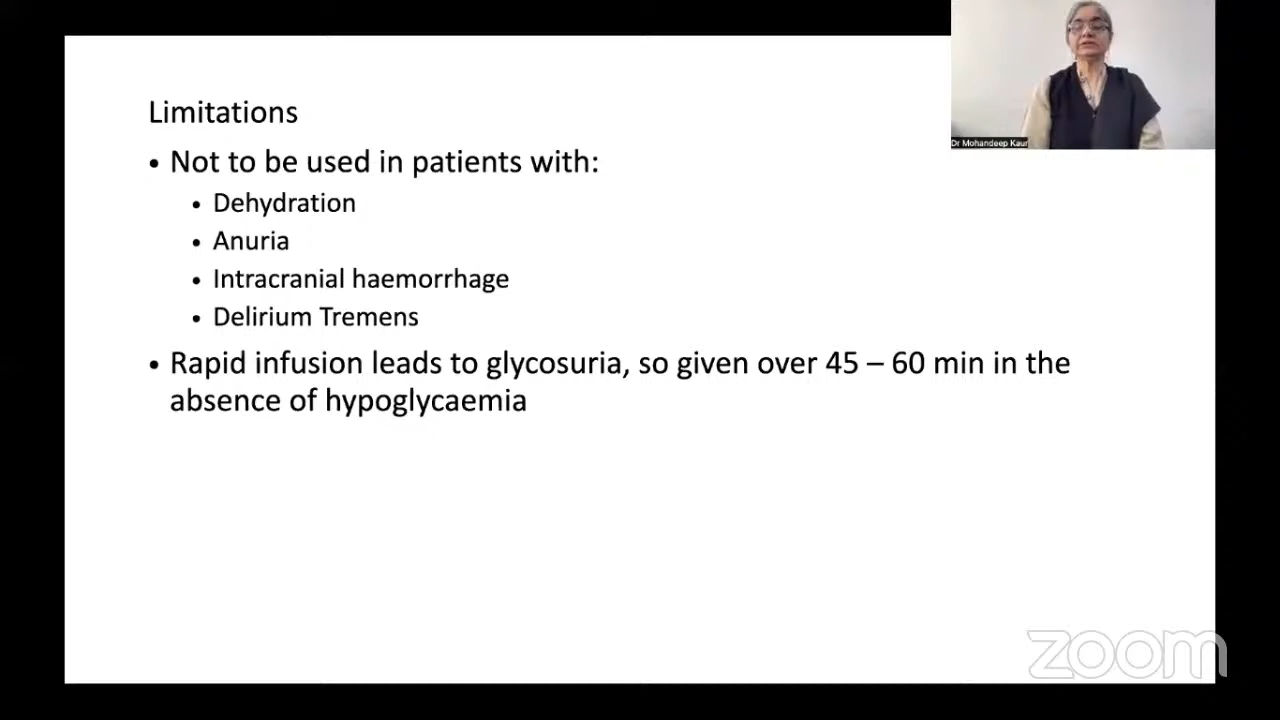 Limitations
• Not to be used in patients with:
• Dehydration
• Anuria
• Intracranial haemorrhage
• Delirium Tremens
• Rapid infusion leads to glycosuria, so given over 45 – 60 min in the
absence of hypoglycaemia
Dr Mohandeep Kaur
zoom